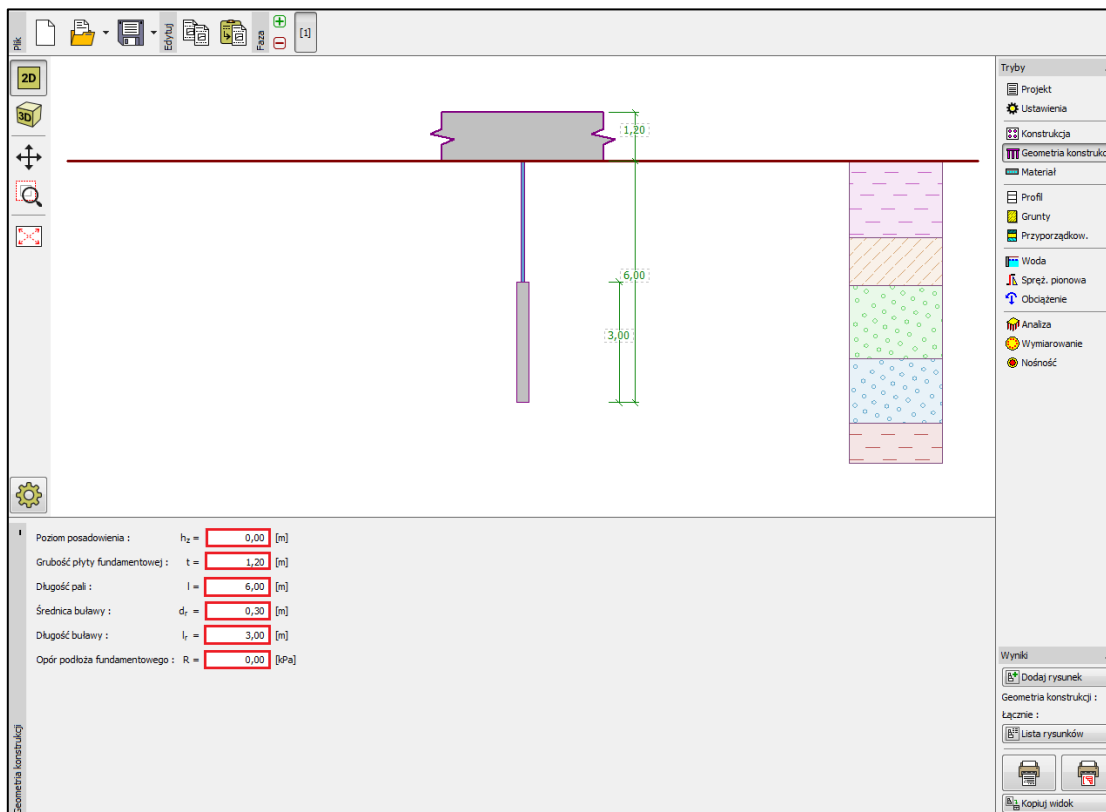 Plik
Edytuj
Faza
[1]
2D
3D
1,20
6,00
3,00
Tryby
Projekt
Ustawienia
Konstrukcja
Geometria konstrukc
Materiał
Profil
Grunty
Przyporządkow.
Woda
Spręż. pionowa
Obciążenie
Analiza
Wymiarowanie
Nośność
Poziom posadowienia : hz = 0,00 [m]
Grubość płyty fundamentowej : t = 1,20 [m]
Długość pali : l = 6,00 [m]
Średnica buławy : dr = 0,30 [m]
Długość buławy : lr = 3,00 [m]
Opór podłoża fundamentowego : R = 0,00 [kPa]
Geometria konstrukcji
Wyniki
Dodaj rysunek
Geometria konstrukcji :
Łącznie :
Lista rysunków
Kopiuj widok